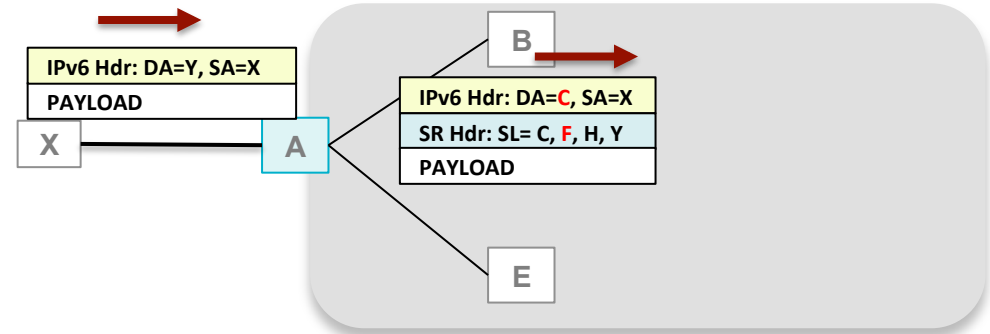 B
IPv6 Hdr: DA=Y, SA=X
PAYLOAD
IPv6 Hdr: DA=C, SA=X
SR Hdr: SL= C, F, H, Y
PAYLOAD
X
A
E